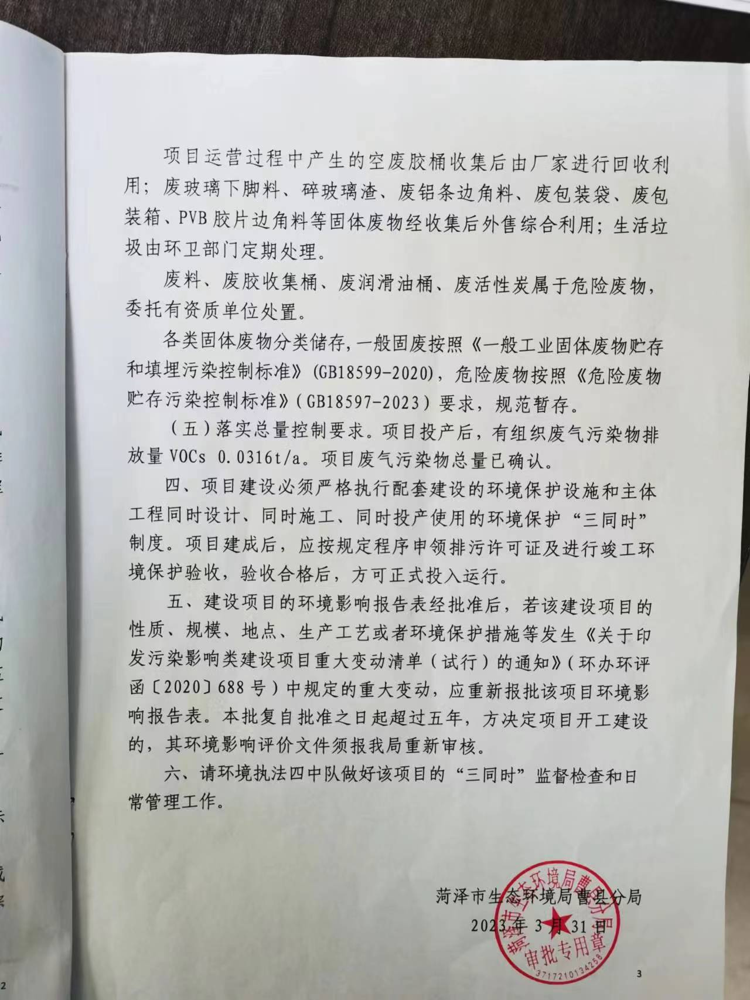 项目运营过程中产生的空废胶桶收集后由厂家进行回收利
用；废玻璃下脚料、碎玻璃渣、废铝条边角料、废包装袋、废包
装箱、PVB 胶片边角料等固体废物经收集后外售综合利用；生活垃
圾由环卫部门定期处理。
废料、废胶收集桶、废润滑油桶、废活性炭属于危险废物，
委托有资质单位处置。
各类固体废物分类储存,一般固废按照《一般工业固体废物贮存
和填埋污染控制标准》(GB18599-2020)，危险废物按照《危险废物
贮存污染控制标准》(GB18597-2023)要求，规范暂存。
(五)落实总量控制要求。项目投产后，有组织废气污染物排
放量 VOCs 0.0316t/a。项目废气污染物总量已确认。
四、项目建设必须严格执行配套建设的环境保护设施和主体
工程同时设计、同时施工、同时投产使用的环境保护“三同时”
制度。项目建成后，应按规定程序申领排污许可证及进行竣工环
境保护验收，验收合格后，方可正式投入运行。
五、建设项目的环境影响报告表经批准后，若该建设项目的
性质、规模、地点、生产工艺或者环境保护措施等发生《关于印
发污染影响类建设项目重大变动清单(试行)的通知》(环办环评
函〔2020〕688 号)中规定的重大变动，应重新报批该项目环境影
响报告表。本批复自批准之日起超过五年，方决定项目开工建设
的，其环境影响评价文件须报我局重新审核。
六、请环境执法四中队做好该项目的“三同时”监督检查和日
常管理工作。
菏泽市生态环境局曹县分局
2023 年 3 月 31 日
菏泽市生态环境局曹县分局
审批专用章
3717210134258
3
2